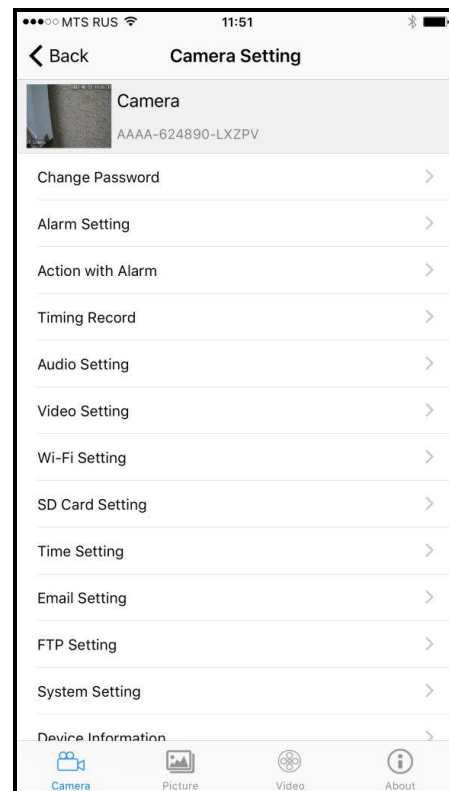 MTS RUS 11:51
Back Camera Setting
Camera
AAAA-624890-LXZPV
Change Password
Alarm Setting
Action with Alarm
Timing Record
Audio Setting
Video Setting
Wi-Fi Setting
SD Card Setting
Time Setting
Email Setting
FTP Setting
System Setting
Device Information
Camera Picture Video About